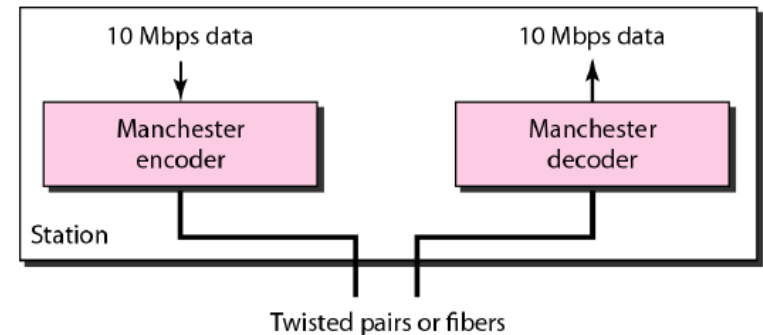 10 Mbps data
10 Mbps data
Manchester
encoder
Manchester
decoder
Station
Twisted pairs or fibers